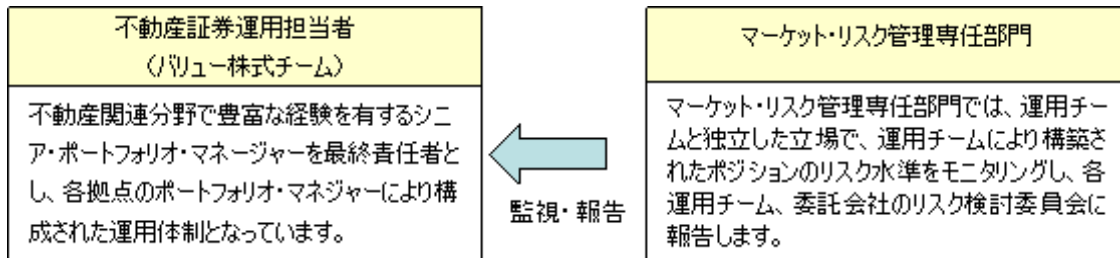 不動産証券運用担当者
（バリュー株式チーム）
不動産関連分野で豊富な経験を有するシニ
ア・ポートフォリオ・マネージャーを最終責任者と
し、各拠点のポートフォリオ・マネジャーにより構
成された運用体制となっています。
監視・報告
マーケット・リスク管理専任部門
マーケット・リスク管理専任部門では、運用チー
ムと独立した立場で、運用チームにより構築さ
れたポジションのリスク水準をモニタリングし、各
運用チーム、委託会社のリスク検討委員会に
報告します。